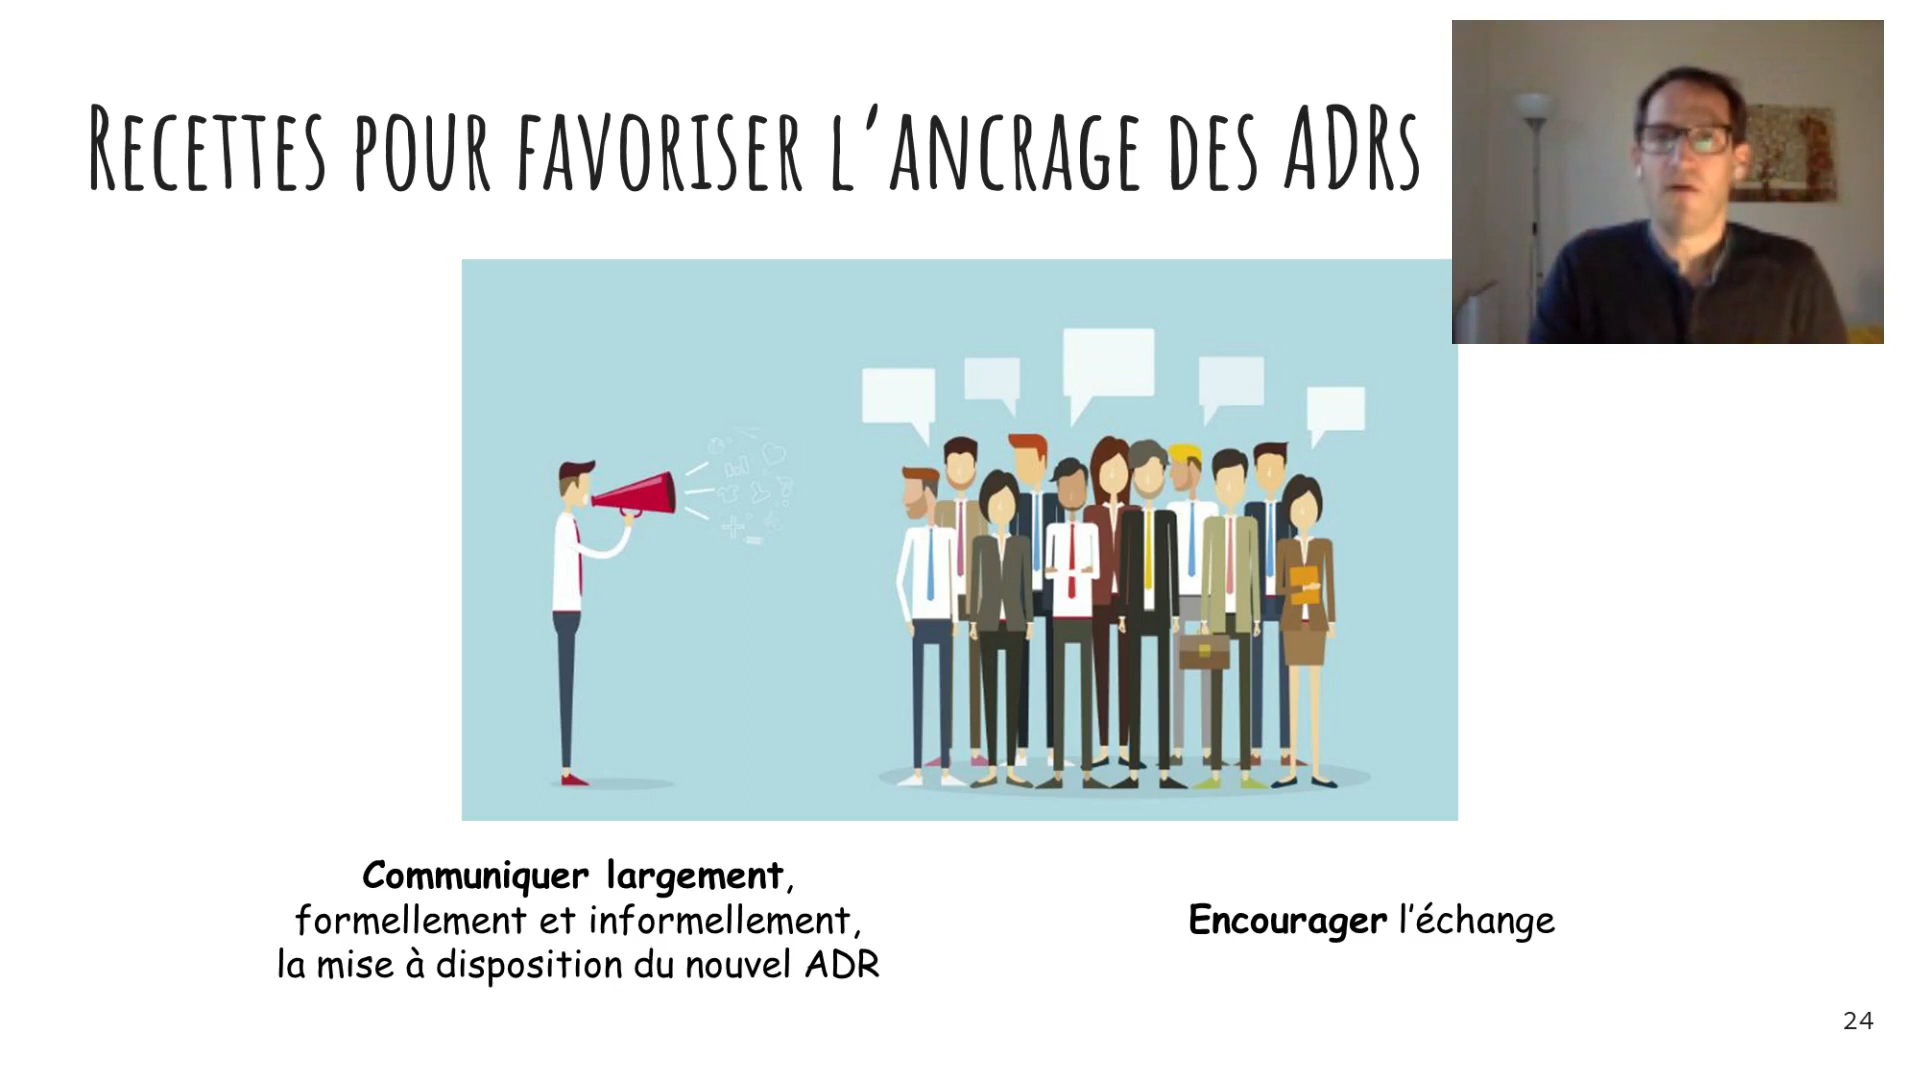 Recettes pour favoriser l’ancrage des ADRs
Communiquer largement,
formellement et informellement,
la mise à disposition du nouvel ADR
Encourager l’échange
24